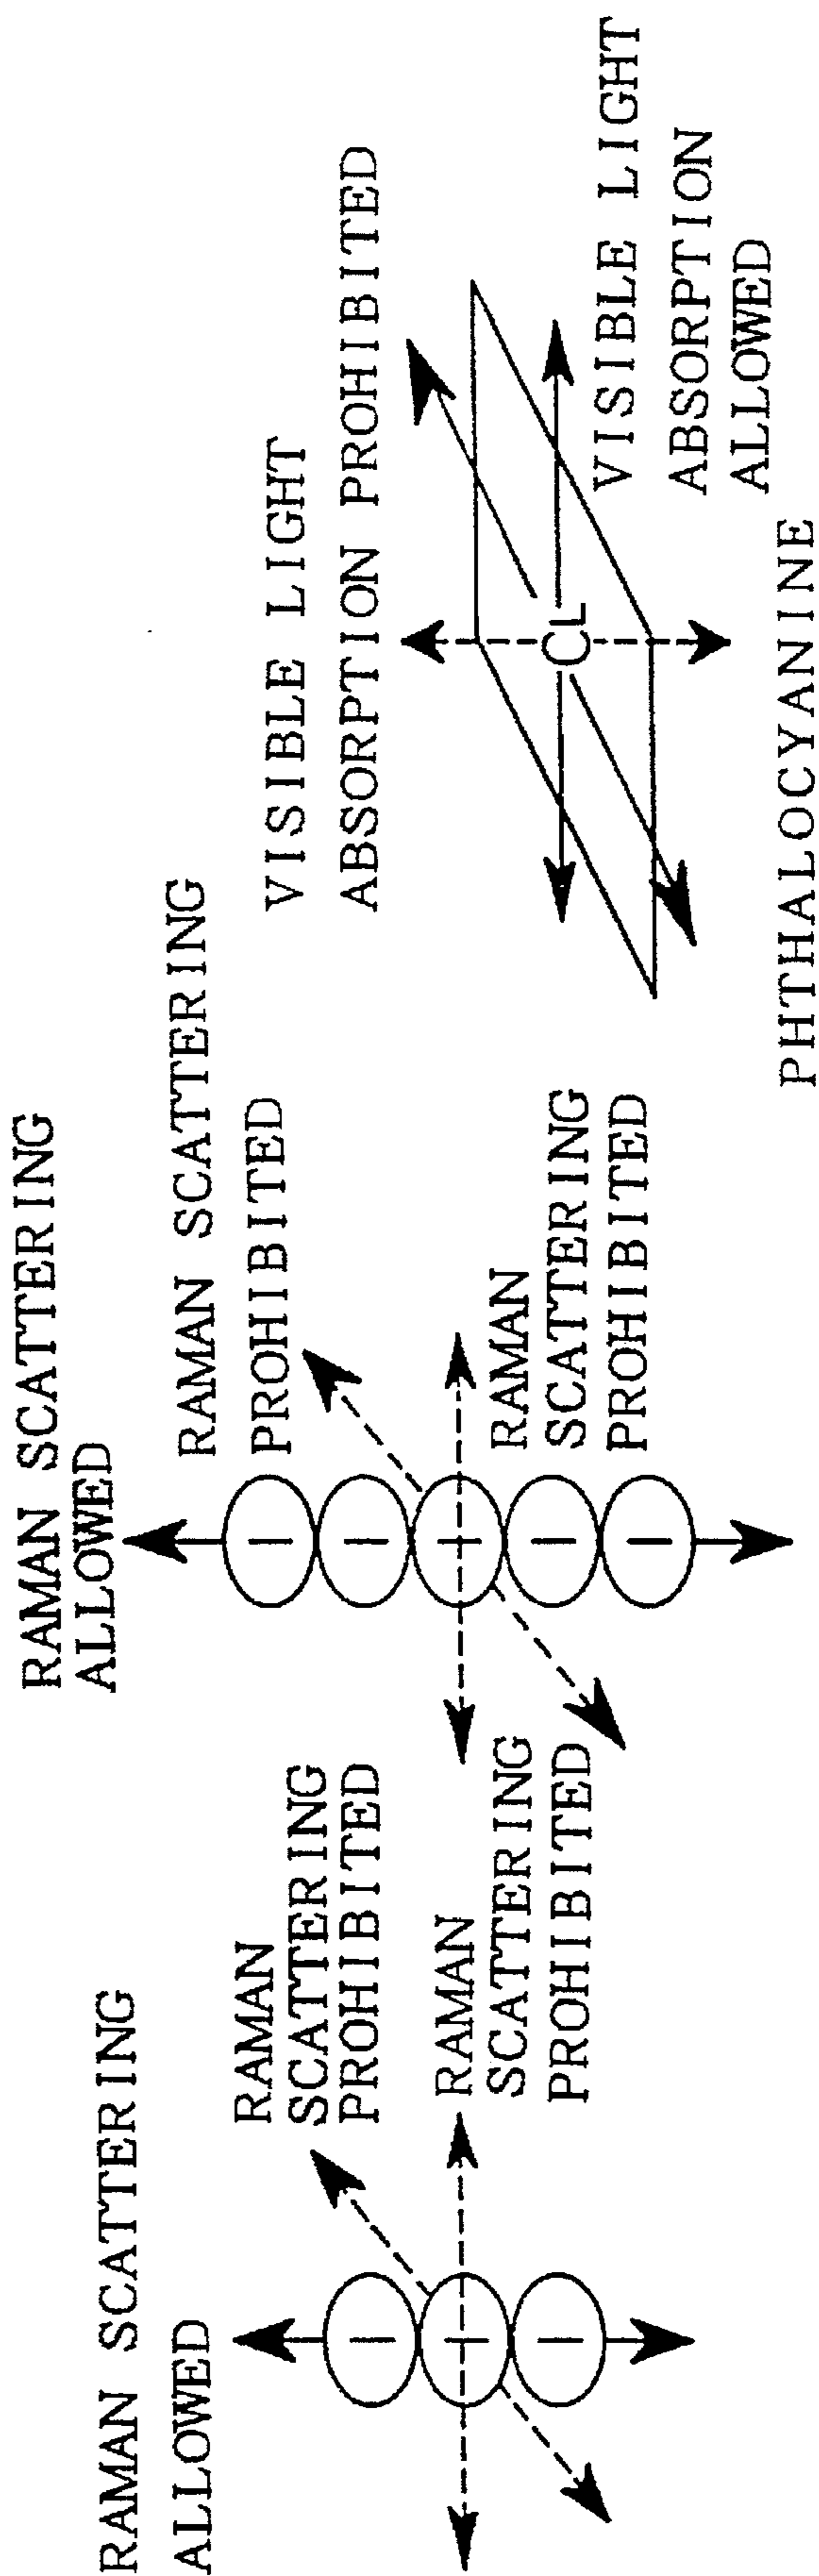 RAMAN SCATTERING
ALLOWED
RAMAN
SCATTERING
PROHIBITED
I
I
I
RAMAN
SCATTERING
PROHIBITED
RAMAN SCATTERING
ALLOWED
RAMAN SCATTERING
PROHIBITED
I
I
I
I
I
RAMAN
SCATTERING
PROHIBITED
VISIBLE LIGHT
ABSORPTION PROHIBITED
CL
VISIBLE LIGHT
ABSORPTION
ALLOWED
PHTHALOCYANINE